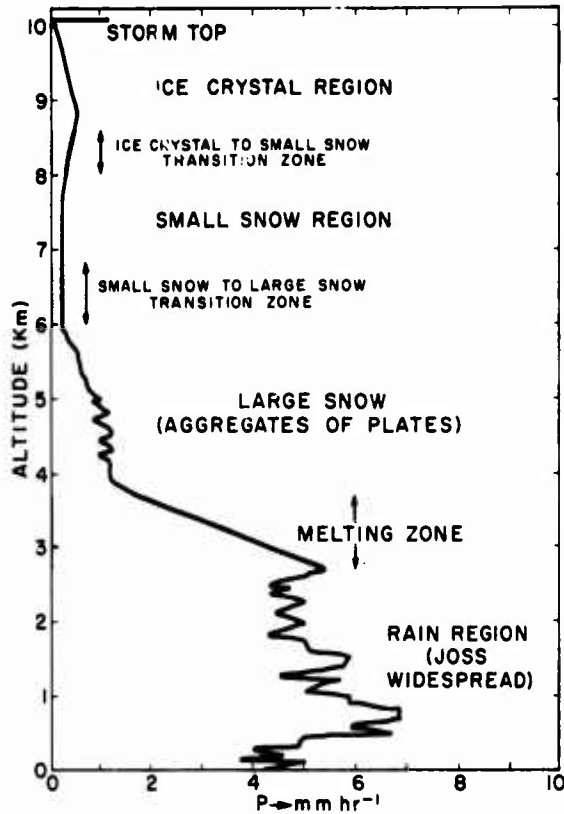 10
STORM TOP
ICE CRYSTAL REGION
9
ICE CRYSTAL TO SMALL SNOW
TRANSITION ZONE
8
SMALL SNOW REGION
7
SMALL SNOW TO LARGE SNOW
TRANSITION ZONE
6
ALTITUDE (Km)
5
LARGE SNOW
(AGGREGATES OF PLATES)
4
MELTING ZONE
3
2
RAIN REGION
(JOSS
WIDESPREAD)
1
0
0 2 4 6 8 10
P→mm hr⁻¹